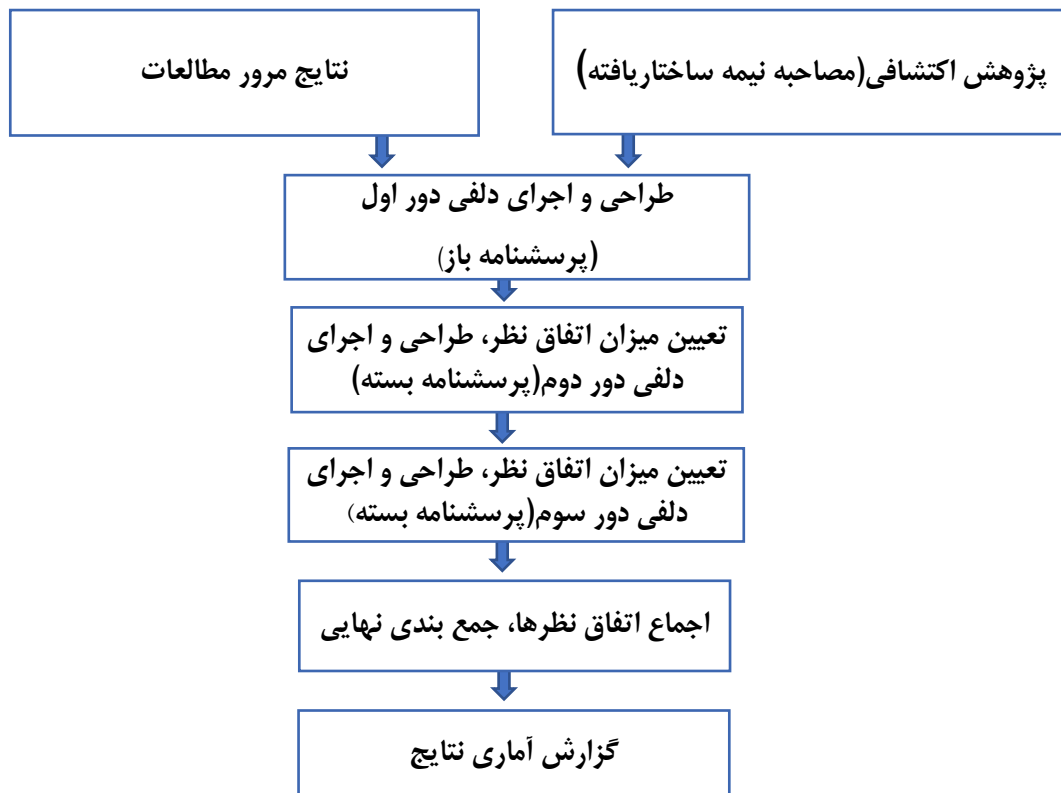 پژوهش اکتشافی(مصاحبه نیمه ساختاریافته)
نتایج مرور مطالعات
طراحی و اجرای دلفی دور اول
(پرسشنامه باز)
تعیین میزان اتفاق نظر، طراحی و اجرای
دلفی دور دوم(پرسشنامه بسته)
تعیین میزان اتفاق نظر، طراحی و اجرای
دلفی دور سوم(پرسشنامه بسته)
اجماع اتفاق نظرها، جمع بندی نهایی
گزارش آماری نتایج